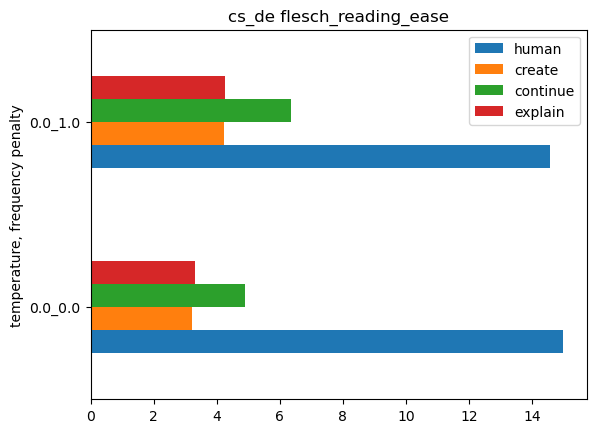 cs_de flesch_reading_ease
human
create
continue
explain
temperature, frequency penalty
0.0_1.0
0.0_0.0
0 2 4 6 8 10 12 14